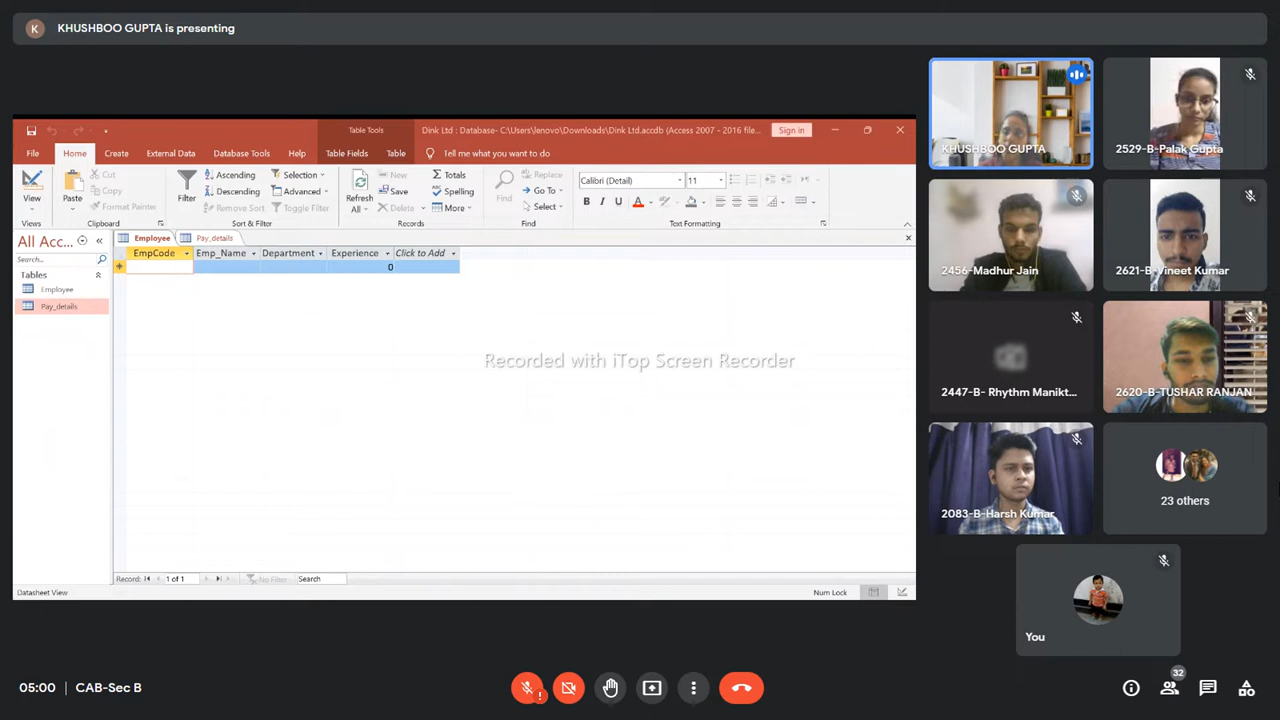 K KHUSHBOO GUPTA is presenting
Table Tools
Dink Ltd : Database- C:\Users\lenovo\Downloads\Dink Ltd.accdb (Access 2007 - 2016 file...
Sign in
File Home Create External Data Database Tools Help Table Fields Table Tell me what you want to do
View
Paste
Cut
Copy
Format Painter
Clipboard
Filter
Ascending
Descending
Remove Sort
Selection
Advanced
Toggle Filter
Sort & Filter
Refresh
All
New
Save
Delete
Totals
Spelling
More
Records
Find
Replace
Go To
Select
Find
Calibri (Detail) 11
B I U A
Text Formatting
All Acc...
Search...
Tables
Employee
Pay_details
Employee Pay_details
EmpCode Emp_Name Department Experience Click to Add
0
Recorded with iTop Screen Recorder
Record: 1 of 1 No Filter Search
Datasheet View
Num Lock
KHUSHBOO GUPTA
2529-B-Palak Gupta
2456-Madhur Jain
2621-B-Vineet Kumar
2447-B- Rhythm Manikt...
2620-B-TUSHAR RANJAN
2083-B-Harsh Kumar
23 others
You
05:00 CAB-Sec B
32